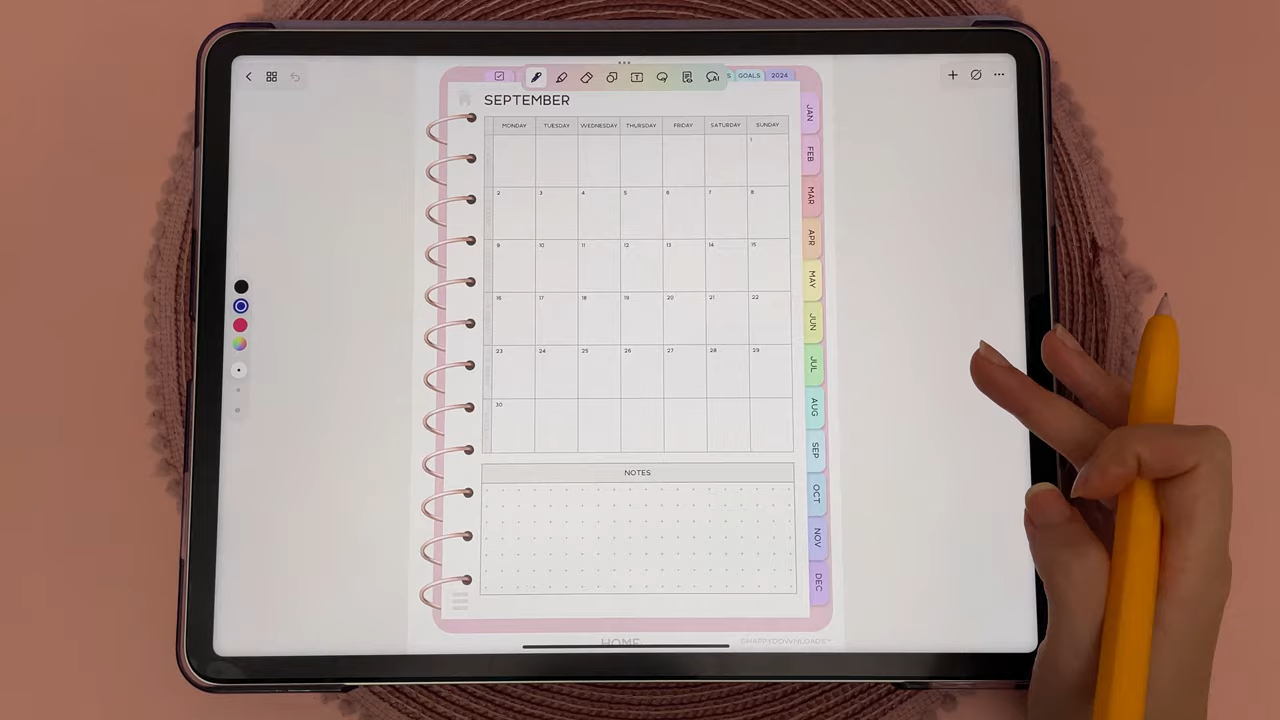 GOALS 2024
SEPTEMBER
MONDAY TUESDAY WEDNESDAY THURSDAY FRIDAY SATURDAY SUNDAY
1
2 3 4 5 6 7 8
9 10 11 12 13 14 15
16 17 18 19 20 21 22
23 24 25 26 27 28 29
30
NOTES
JAN
FEB
MAR
APR
MAY
JUN
JUL
AUG
SEP
OCT
NOV
DEC
HOME